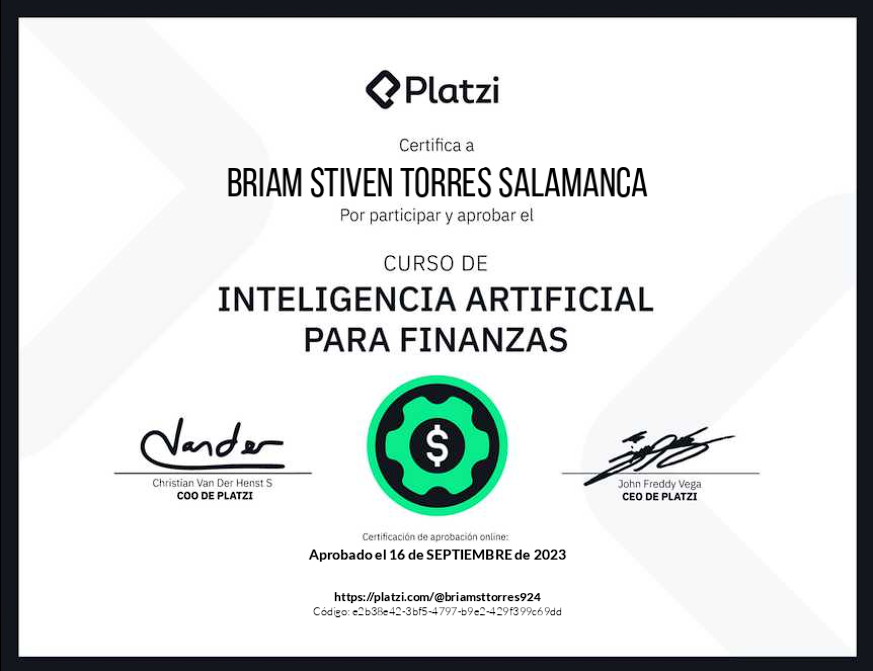 Platzi
Certifica a
BRIAM STIVEN TORRES SALAMANCA
Por participar y aprobar el
CURSO DE
INTELIGENCIA ARTIFICIAL
PARA FINANZAS
Vander
$
Christian Van Der Henst S
COO DE PLATZI
John Freddy Vega
CEO DE PLATZI
Certificación de aprobación online:
Aprobado el 16 de SEPTIEMBRE de 2023
https://platzi.com/@briamsttorres924
Código: e2b38e42-3bf5-4797-b9e2-429f399c69dd